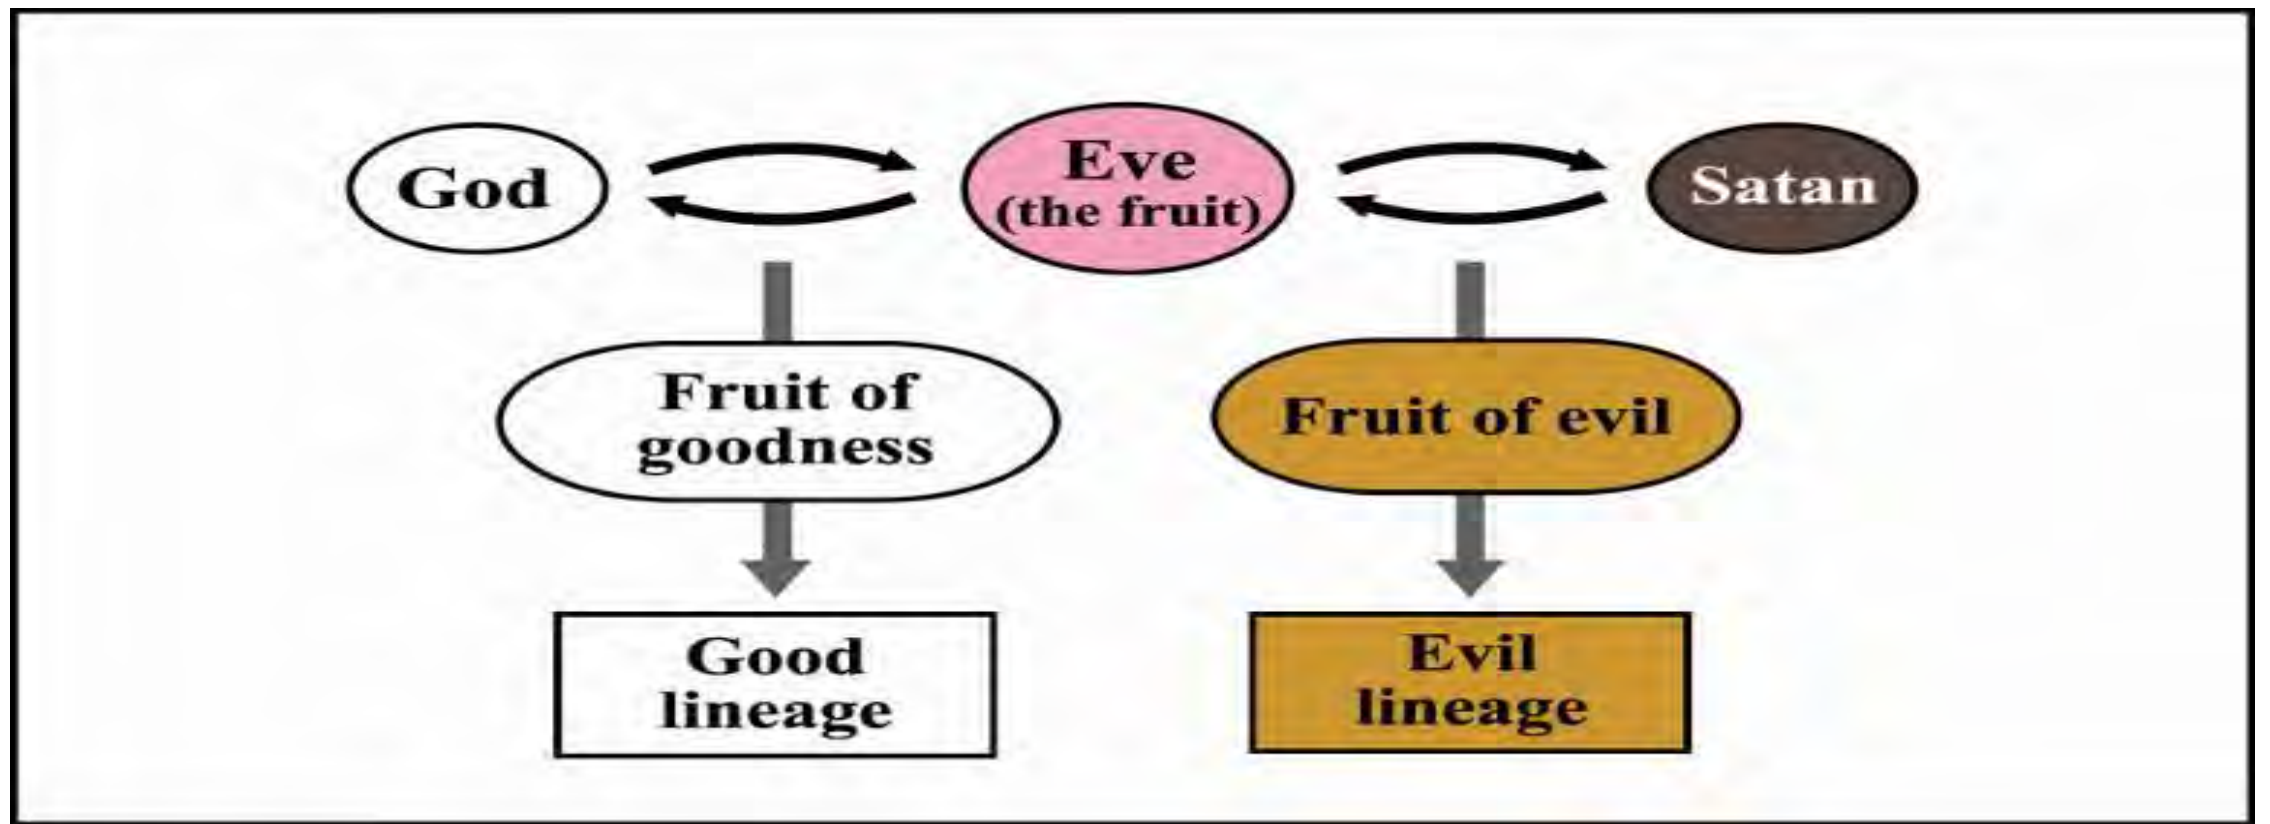 God
Eve
(the fruit)
Satan
Fruit of
goodness
Fruit of evil
Good
lineage
Evil
lineage